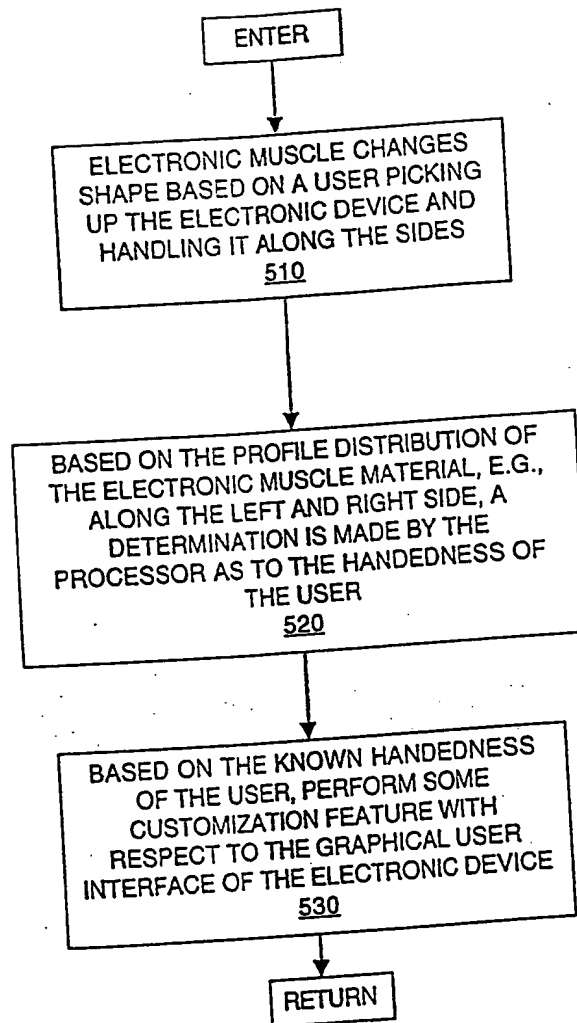 ENTER
ELECTRONIC MUSCLE CHANGES
SHAPE BASED ON A USER PICKING
UP THE ELECTRONIC DEVICE AND
HANDLING IT ALONG THE SIDES
510
BASED ON THE PROFILE DISTRIBUTION OF
THE ELECTRONIC MUSCLE MATERIAL, E.G.,
ALONG THE LEFT AND RIGHT SIDE, A
DETERMINATION IS MADE BY THE
PROCESSOR AS TO THE HANDEDNESS OF
THE USER
520
BASED ON THE KNOWN HANDEDNESS
OF THE USER, PERFORM SOME
CUSTOMIZATION FEATURE WITH
RESPECT TO THE GRAPHICAL USER
INTERFACE OF THE ELECTRONIC DEVICE
530
RETURN